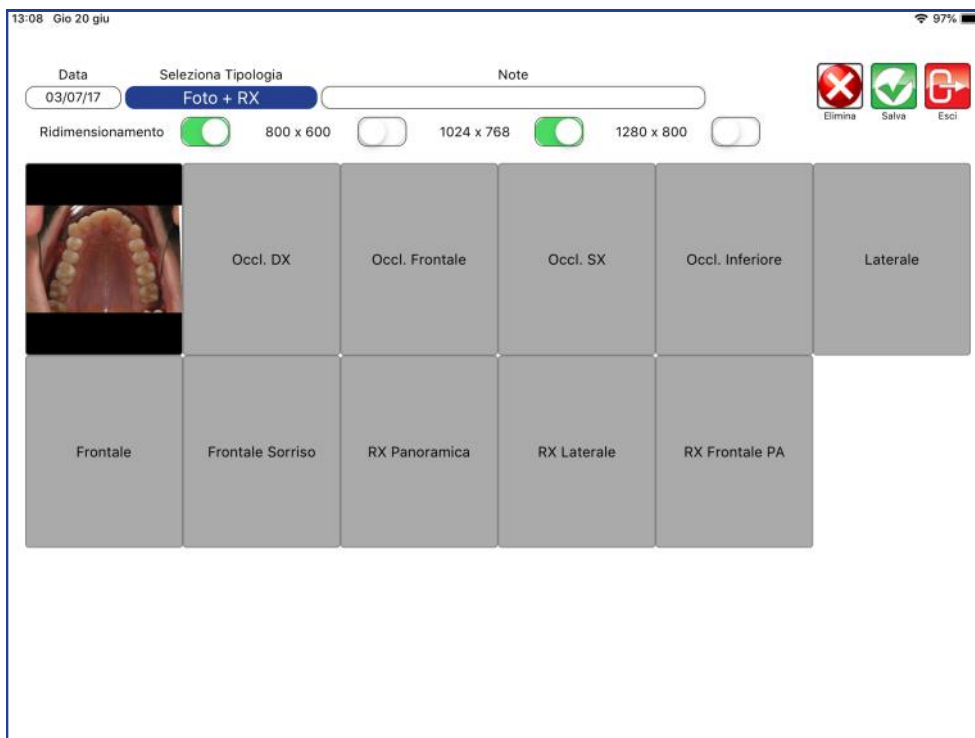 13:08 Gio 20 giu 97%
Data Seleziona Tipologia Note
03/07/17 Foto + RX
Elimina Salva Esci
Ridimensionamento 800 x 600 1024 x 768 1280 x 800
Occl. DX Occl. Frontale Occl. SX Occl. Inferiore Laterale
Frontale Frontale Sorriso RX Panoramica RX Laterale RX Frontale PA